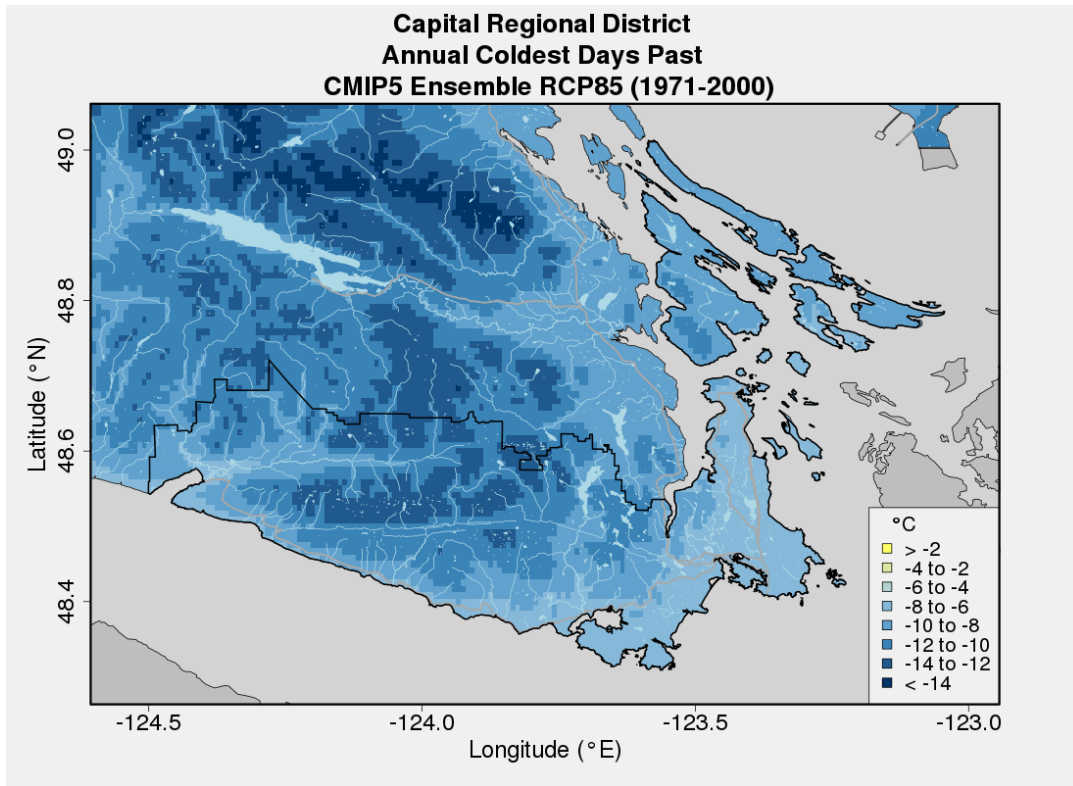 Capital Regional District
Annual Coldest Days Past
CMIP5 Ensemble RCP85 (1971-2000)
49.0
48.8
48.6
48.4
Latitude (°N)
°C
> -2
-4 to -2
-6 to -4
-8 to -6
-10 to -8
-12 to -10
-14 to -12
< -14
-124.5
-124.0
-123.5
-123.0
Longitude (°E)